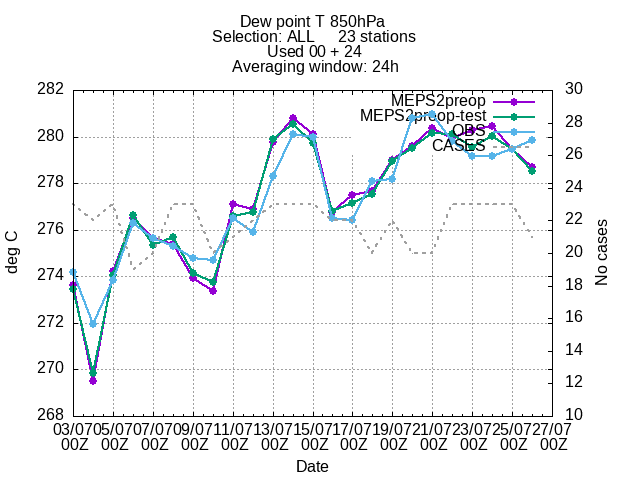 Dew point T 850hPa
Selection: ALL 23 stations
Used 00 + 24
Averaging window: 24h
282 30
MEPS2preop
MEPS2preop-test
OBS
CASES
280 28
26
278 24
276 22
274 20
272 18
270 16
268 14
12
10
deg C
No cases
03/07 05/07 07/07 09/07 11/07 13/07 15/07 17/07 19/07 21/07 23/07 25/07 27/07
00Z 00Z 00Z 00Z 00Z 00Z 00Z 00Z 00Z 00Z 00Z 00Z 00Z
Date